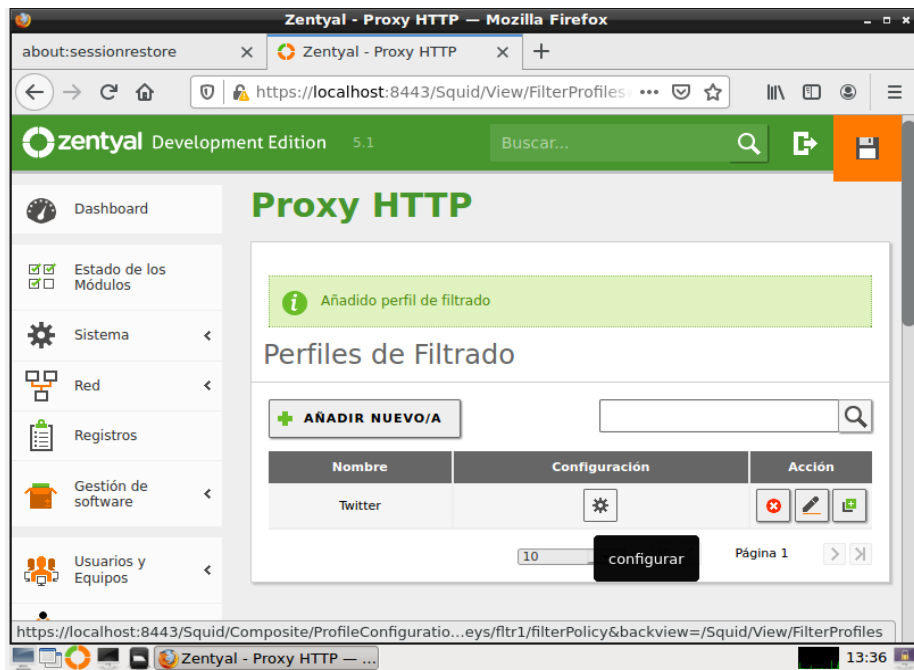 Zentyal - Proxy HTTP — Mozilla Firefox
about:sessionrestore
Zentyal - Proxy HTTP
https://localhost:8443/Squid/View/FilterProfiles
zentyal Development Edition 5.1
Buscar...
Dashboard
Estado de los
Módulos
Sistema
Red
Registros
Gestión de
software
Usuarios y
Equipos
Proxy HTTP
Añadido perfil de filtrado
Perfiles de Filtrado
AÑADIR NUEVO/A
Nombre Configuración Acción
Twitter
10
configurar
Página 1
https://localhost:8443/Squid/Composite/ProfileConfiguratio...eys/fltr1/filterPolicy&backview=/Squid/View/FilterProfiles
Zentyal - Proxy HTTP — ...
13:36